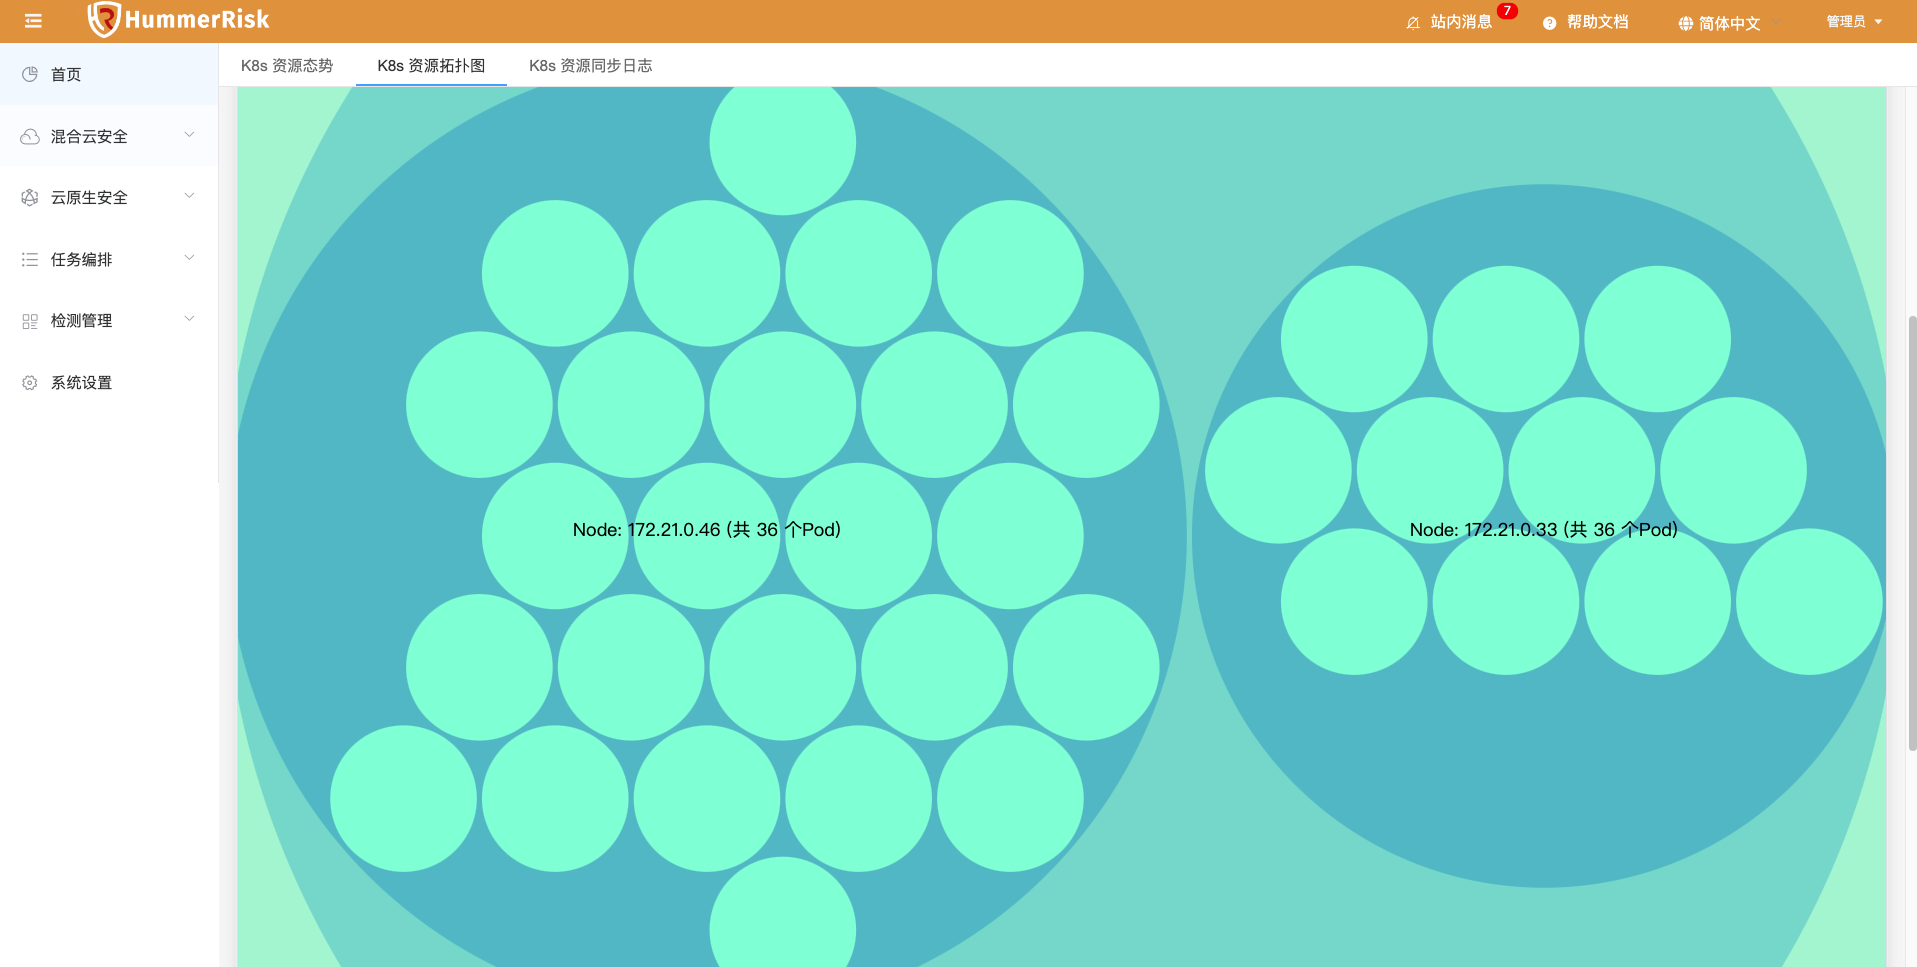 HummerRisk
站内消息 7
帮助文档
简体中文
管理员
首页
混合云安全
云原生安全
任务编排
检测管理
系统设置
K8s 资源态势
K8s 资源拓扑图
K8s 资源同步日志
Node: 172.21.0.46 (共 36 个Pod)
Node: 172.21.0.33 (共 36 个Pod)